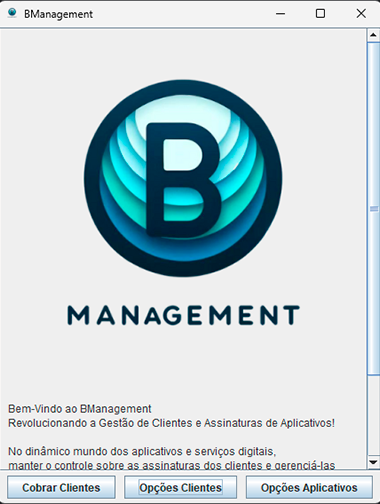 BManagement
B
MANAGEMENT
Bem-Vindo ao BManagement
Revolucionando a Gestão de Clientes e Assinaturas de Aplicativos!
No dinâmico mundo dos aplicativos e serviços digitais,
manter o controle sobre as assinaturas dos clientes e gerenciá-las
Cobrar Clientes
Opções Clientes
Opções Aplicativos